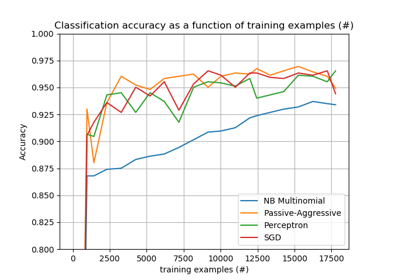 Classification accuracy as a function of training examples (#)
1.000
0.975
0.950
0.925
0.900
0.875
0.850
0.825
0.800
Accuracy
NB Multinomial
Passive-Aggressive
Perceptron
SGD
0 2500 5000 7500 10000 12500 15000 17500
training examples (#)